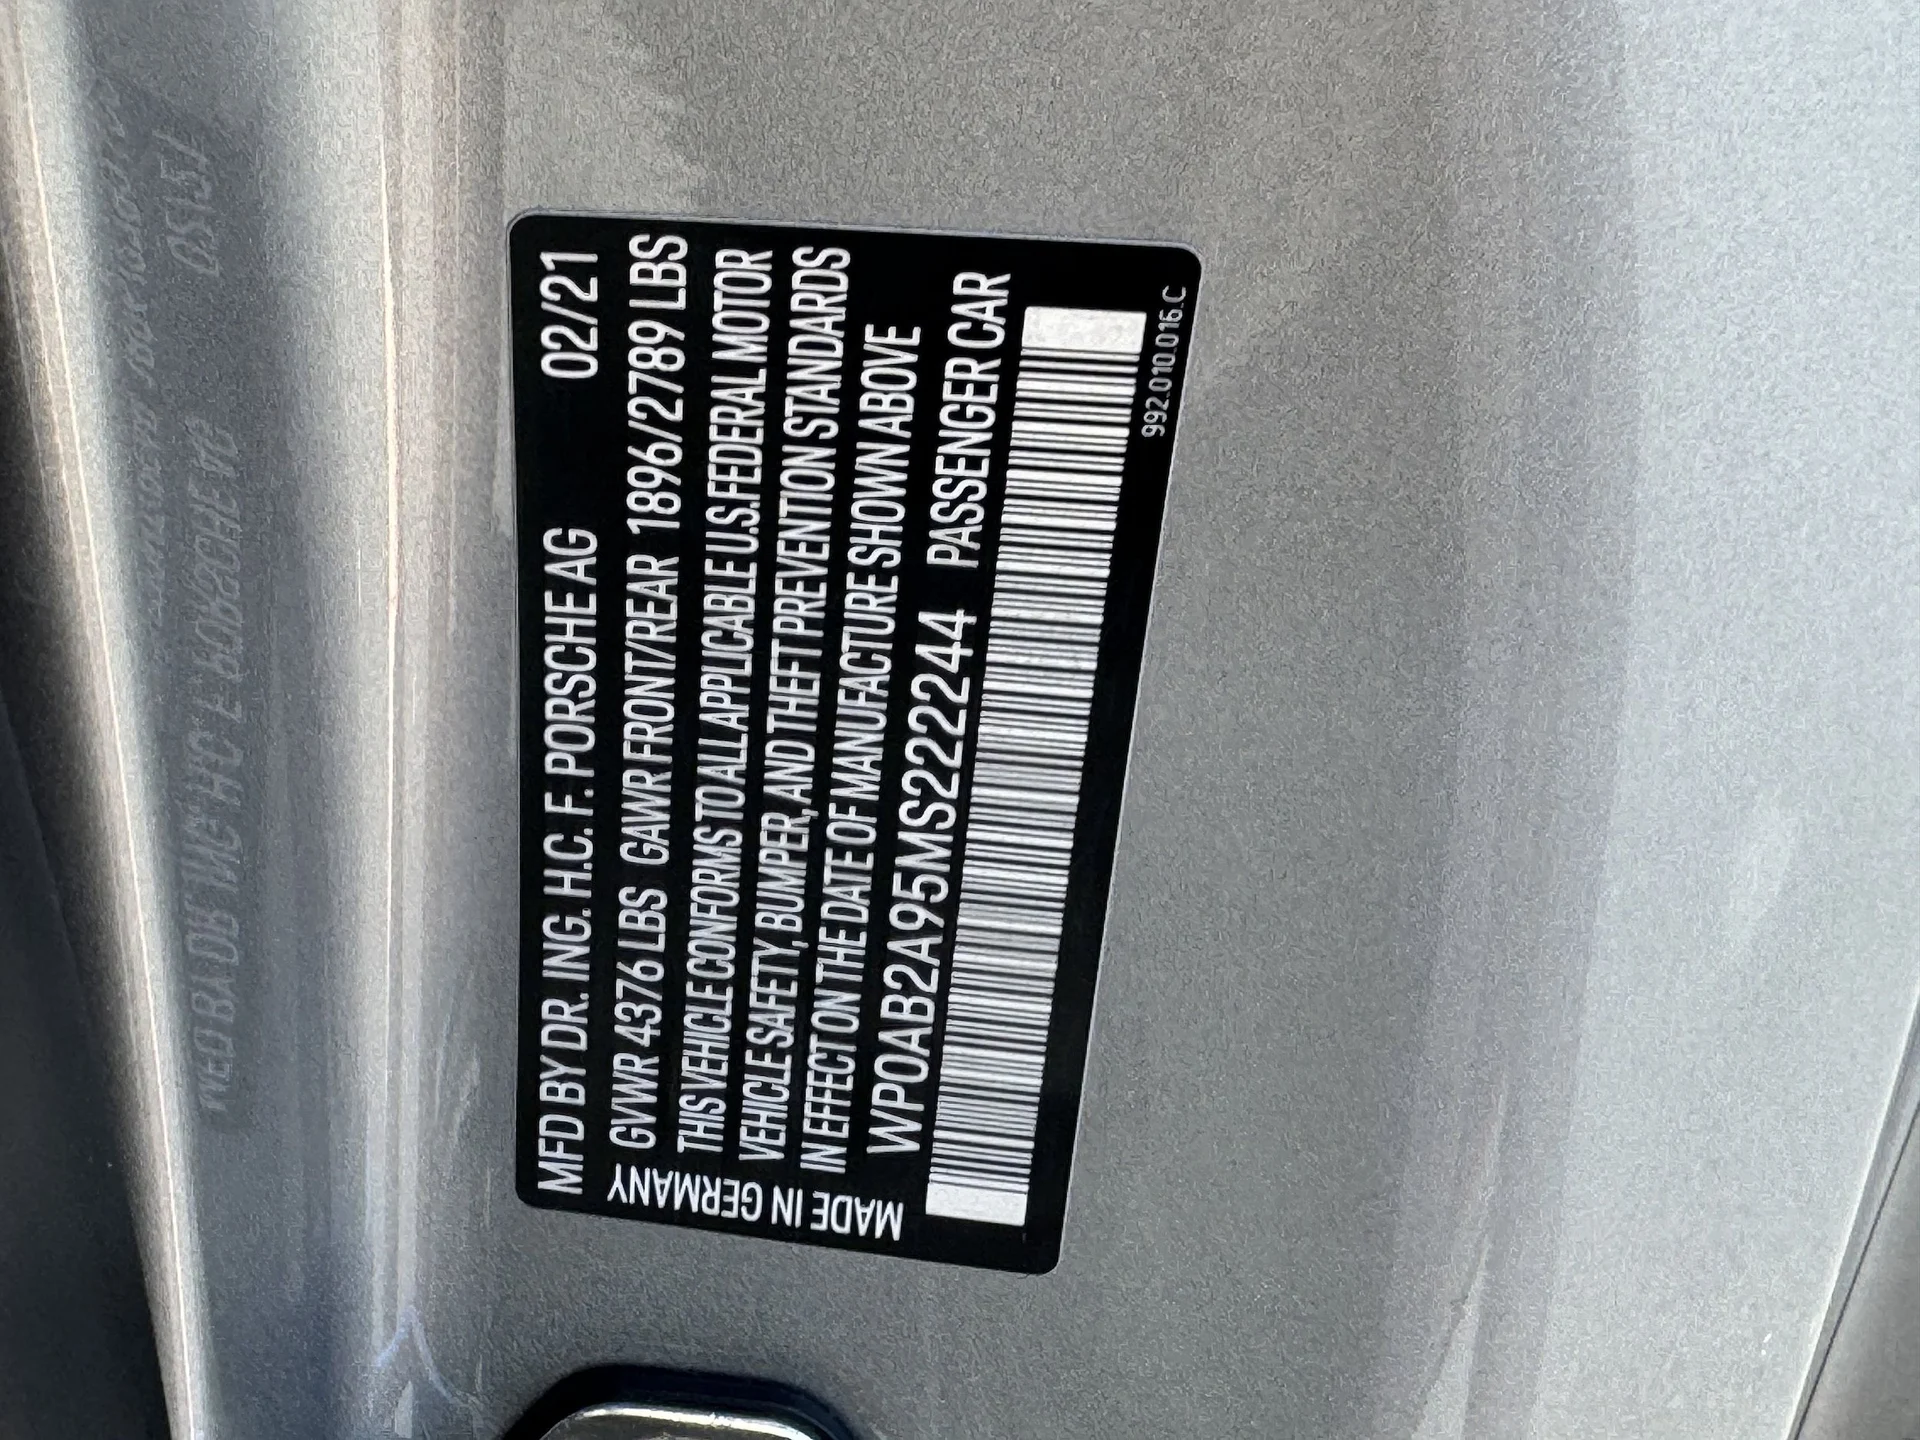 MFD BY DR. ING. H.C. F. PORSCHE AG 02/21
GVWR 4376 LBS GAWR FRONT/REAR 1896/2789 LBS
THIS VEHICLE CONFORMS TO ALL APPLICABLE U.S. FEDERAL MOTOR
VEHICLE SAFETY, BUMPER, AND THEFT PREVENTION STANDARDS
IN EFFECT ON THE DATE OF MANUFACTURE SHOWN ABOVE
WP0AB2A95MS222244 PASSENGER CAR
MADE IN GERMANY
992.010.016.C